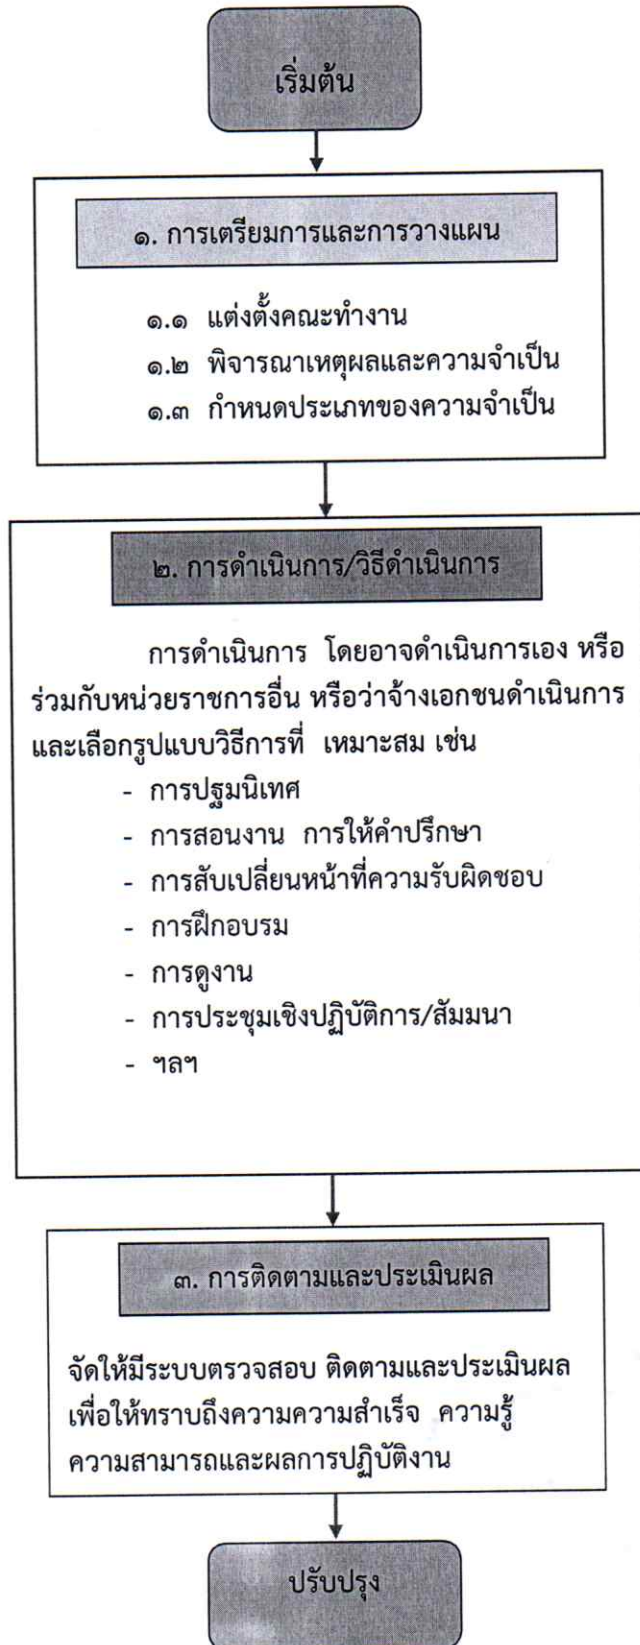 เริ่มต้น
๑. การเตรียมการและการวางแผน
๑.๑ แต่งตั้งคณะทำงาน
๑.๒ พิจารณาเหตุผลและความจำเป็น
๑.๓ กำหนดประเภทของความจำเป็น
๒. การดำเนินการ/วิธีดำเนินการ
การดำเนินการ โดยอาจดำเนินการเอง หรือ
ร่วมกับหน่วยราชการอื่น หรือว่าจ้างเอกชนดำเนินการ
และเลือกรูปแบบวิธีการที่ เหมาะสม เช่น
- การปฐมนิเทศ
- การสอนงาน การให้คำปรึกษา
- การสับเปลี่ยนหน้าที่ความรับผิดชอบ
- การฝึกอบรม
- การดูงาน
- การประชุมเชิงปฏิบัติการ/สัมมนา
- ฯลฯ
๓. การติดตามและประเมินผล
จัดให้มีระบบตรวจสอบ ติดตามและประเมินผล
เพื่อให้ทราบถึงความความสำเร็จ ความรู้
ความสามารถและผลการปฏิบัติงาน
ปรับปรุง